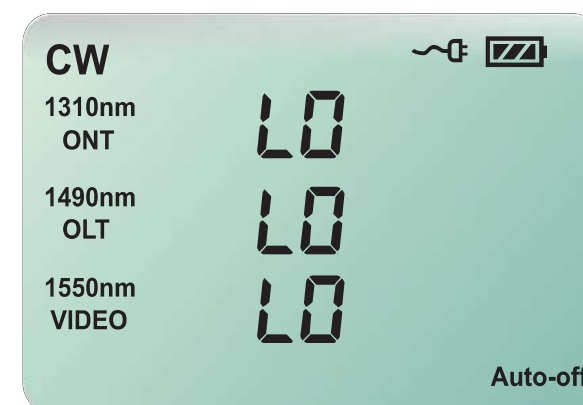 CW
1310nm
ONT
LO
1490nm
OLT
LO
1550nm
VIDEO
LO
Auto-off